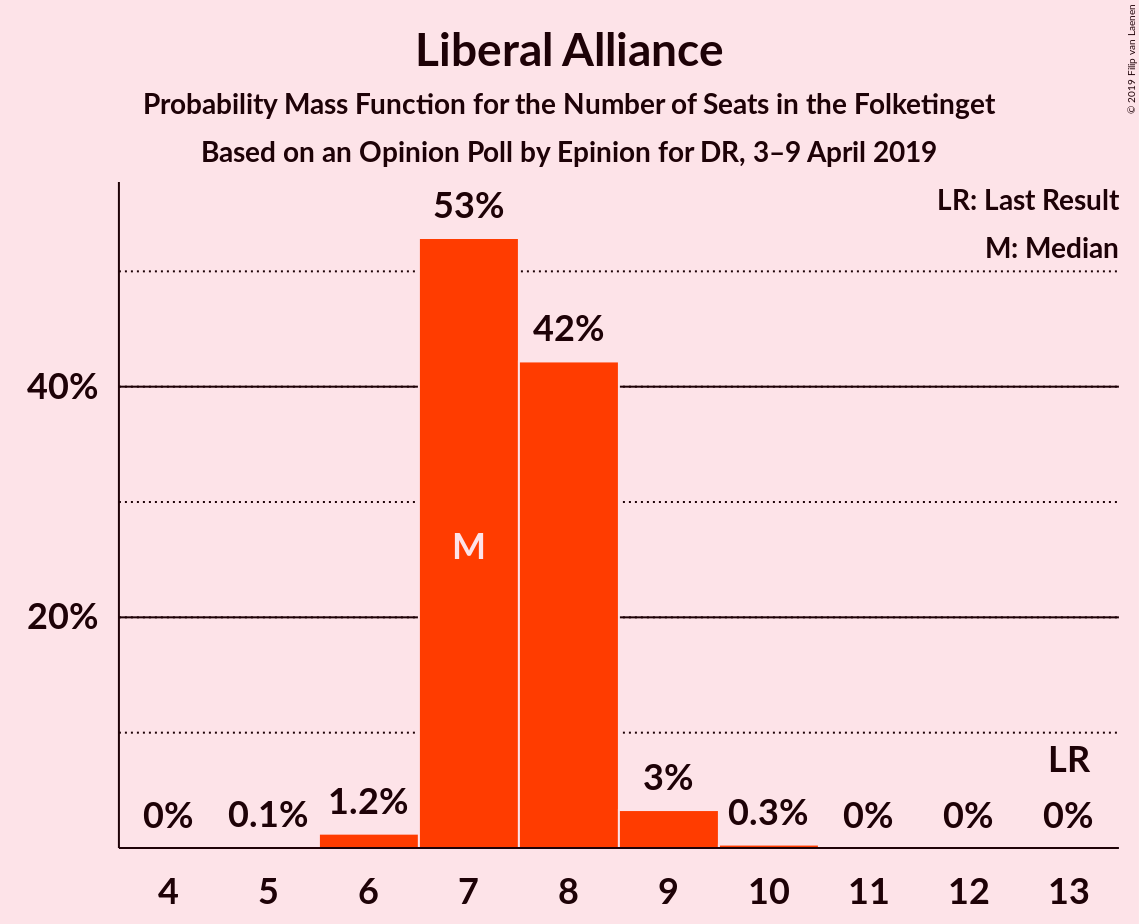 Liberal Alliance
Probability Mass Function for the Number of Seats in the Folketinget
Based on an Opinion Poll by Epinion for DR, 3–9 April 2019
© 2019 Filip van Laenen
LR: Last Result
M: Median
53%
42%
40%
M
20%
LR
0%
0.1%
1.2%
3%
0.3%
0%
0%
0%
4 5 6 7 8 9 10 11 12 13